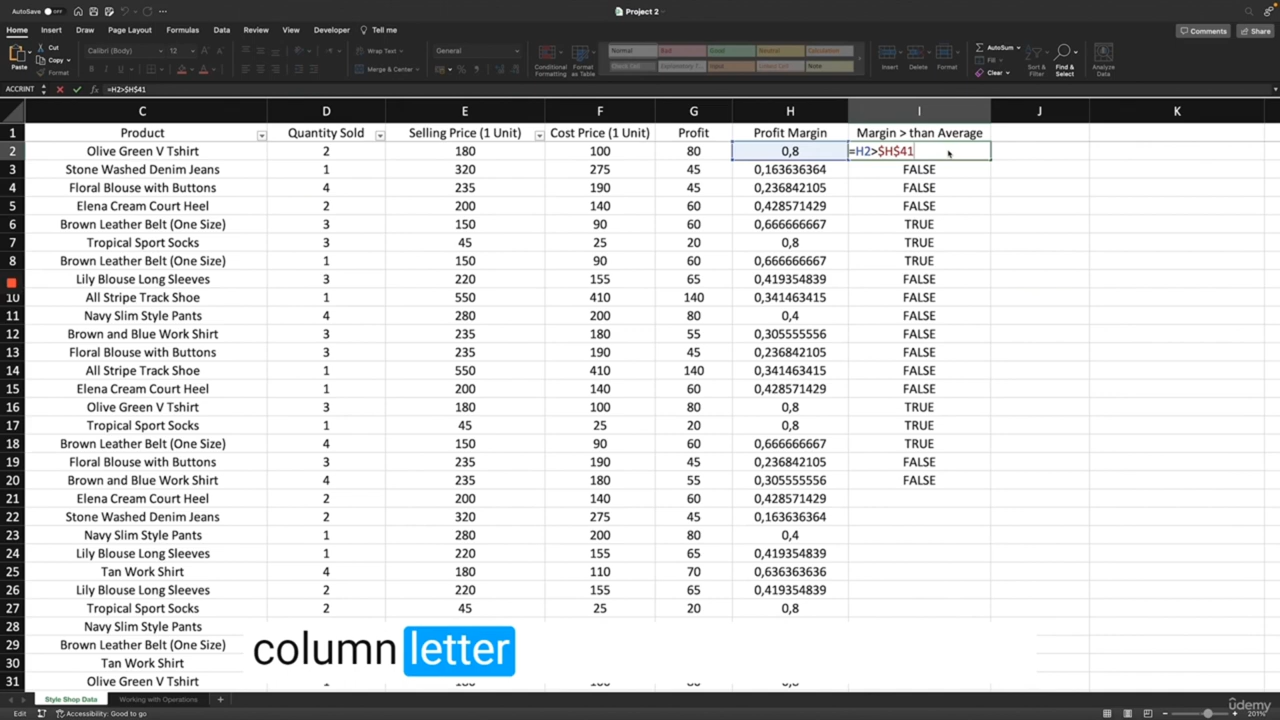 AutoSave OFF Project 2
Home Insert Draw Page Layout Formulas Data Review View Developer Tell me Comments Share
Paste Cut Copy Format Calibri (Body) 12 Wrap Text Merge & Center General Conditional Formatting Format as Table Normal Bad Good Neutral Calculation Check Cell Explanatory T... Input Linked Cell Note Insert Delete Format AutoSum Fill Clear Sort & Filter Find & Select Analyze Data
ACCRINT fx =H2>$H$41
C D E F G H I J K
1 Product Quantity Sold Selling Price (1 Unit) Cost Price (1 Unit) Profit Profit Margin Margin > than Average
2 Olive Green V Tshirt 2 180 100 80 0,8 =H2>$H$41
3 Stone Washed Denim Jeans 1 320 275 45 0,163636364 FALSE
4 Floral Blouse with Buttons 4 235 190 45 0,236842105 FALSE
5 Elena Cream Court Heel 2 200 140 60 0,428571429 FALSE
6 Brown Leather Belt (One Size) 3 150 90 60 0,666666667 TRUE
7 Tropical Sport Socks 3 45 25 20 0,8 TRUE
8 Brown Leather Belt (One Size) 1 150 90 60 0,666666667 TRUE
Lily Blouse Long Sleeves 3 220 155 65 0,419354839 FALSE
10 All Stripe Track Shoe 1 550 410 140 0,341463415 FALSE
11 Navy Slim Style Pants 4 280 200 80 0,4 FALSE
12 Brown and Blue Work Shirt 3 235 180 55 0,305555556 FALSE
13 Floral Blouse with Buttons 3 235 190 45 0,236842105 FALSE
14 All Stripe Track Shoe 1 550 410 140 0,341463415 FALSE
15 Elena Cream Court Heel 1 200 140 60 0,428571429 FALSE
16 Olive Green V Tshirt 3 180 100 80 0,8 TRUE
17 Tropical Sport Socks 1 45 25 20 0,8 TRUE
18 Brown Leather Belt (One Size) 4 150 90 60 0,666666667 TRUE
19 Floral Blouse with Buttons 3 235 190 45 0,236842105 FALSE
20 Brown and Blue Work Shirt 4 235 180 55 0,305555556 FALSE
21 Elena Cream Court Heel 2 200 140 60 0,428571429
22 Stone Washed Denim Jeans 2 320 275 45 0,163636364
23 Navy Slim Style Pants 1 280 200 80 0,4
24 Lily Blouse Long Sleeves 1 220 155 65 0,419354839
25 Tan Work Shirt 4 180 110 70 0,636363636
26 Lily Blouse Long Sleeves 2 220 155 65 0,419354839
27 Tropical Sport Socks 2 45 25 20 0,8
28 Navy Slim Style Pants
29 Brown Leather Belt (One Size)
30 Tan Work Shirt
31 Olive Green V Tshirt
column letter
Style Shop Data Working with Operations +
Edit Accessibility: Good to go 201%
udemy